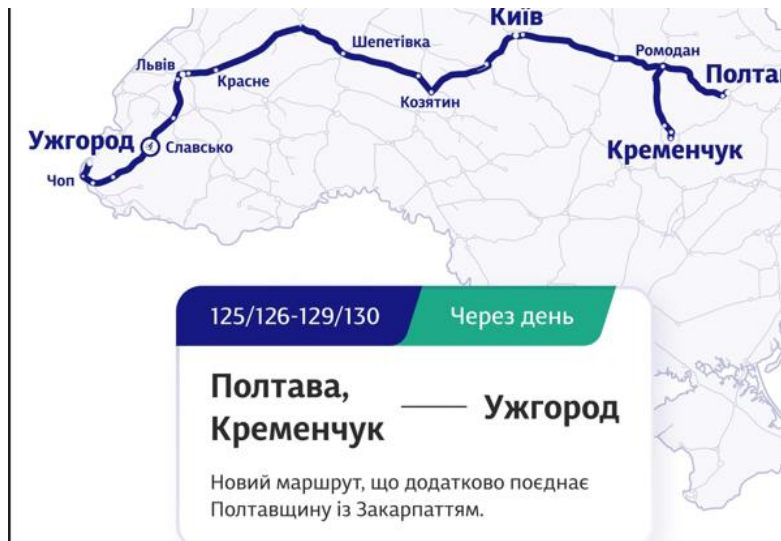 Київ
Шепетівка
Ромодан
Львів
Красне
Полтав
Козятин
Ужгород
Славсько
Кременчук
Чоп
125/126-129/130
Через день
Полтава,
Кременчук — Ужгород
Новий маршрут, що додатково поєднає
Полтавщину із Закарпаттям.